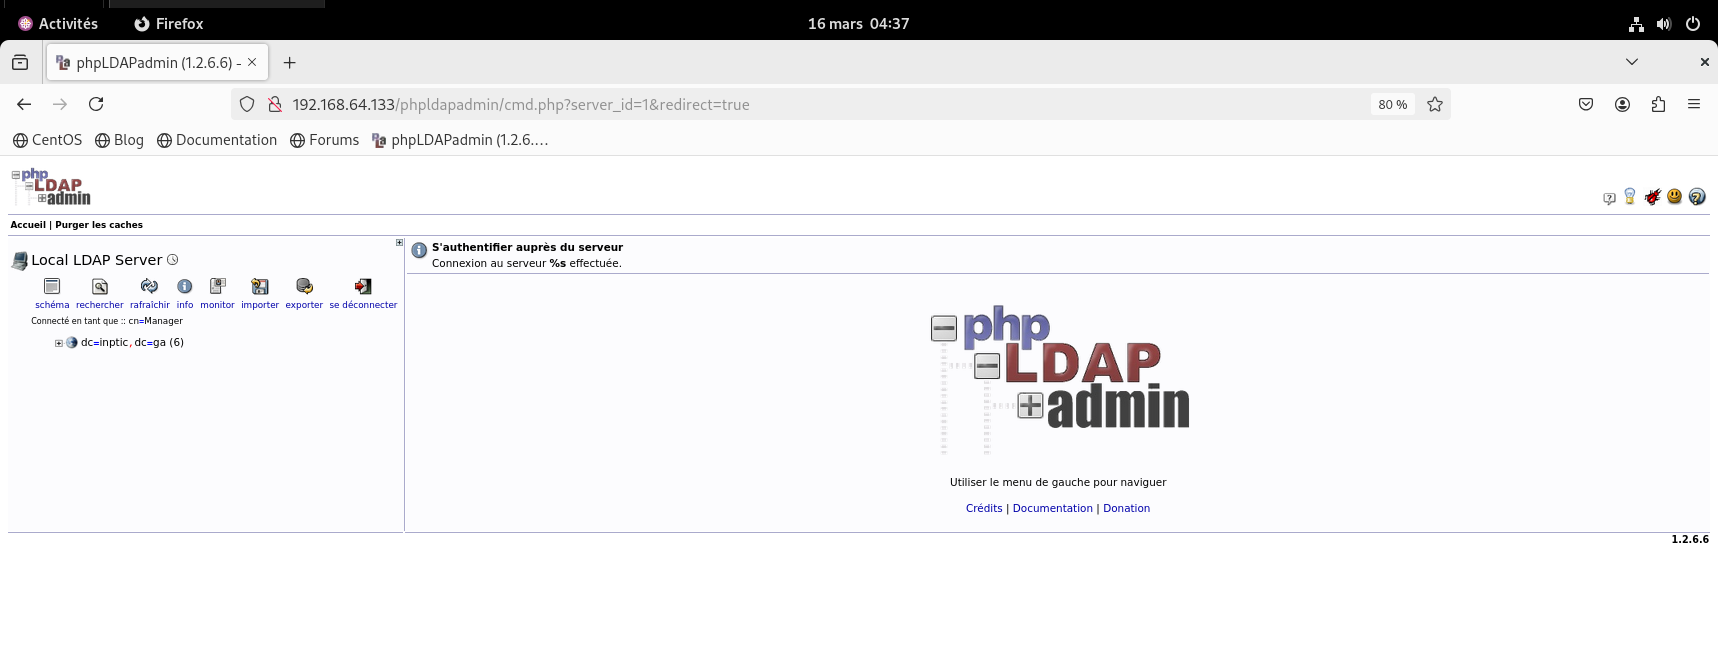 Activités
Firefox
16 mars 04:37
phpLDAPadmin (1.2.6.6) -
192.168.64.133/phpldapadmin/cmd.php?server_id=1&redirect=true
80 %
CentOS
Blog
Documentation
Forums
phpLDAPadmin (1.2.6....
php
LDAP
admin
Accueil | Purger les caches
Local LDAP Server
schéma
rechercher
rafraîchir
info
monitor
importer
exporter
se déconnecter
Connecté en tant que :: cn=Manager
dc=inptic, dc=ga (6)
S'authentifier auprès du serveur
Connexion au serveur %s effectuée.
php
LDAP
admin
Utiliser le menu de gauche pour naviguer
Crédits | Documentation | Donation
1.2.6.6